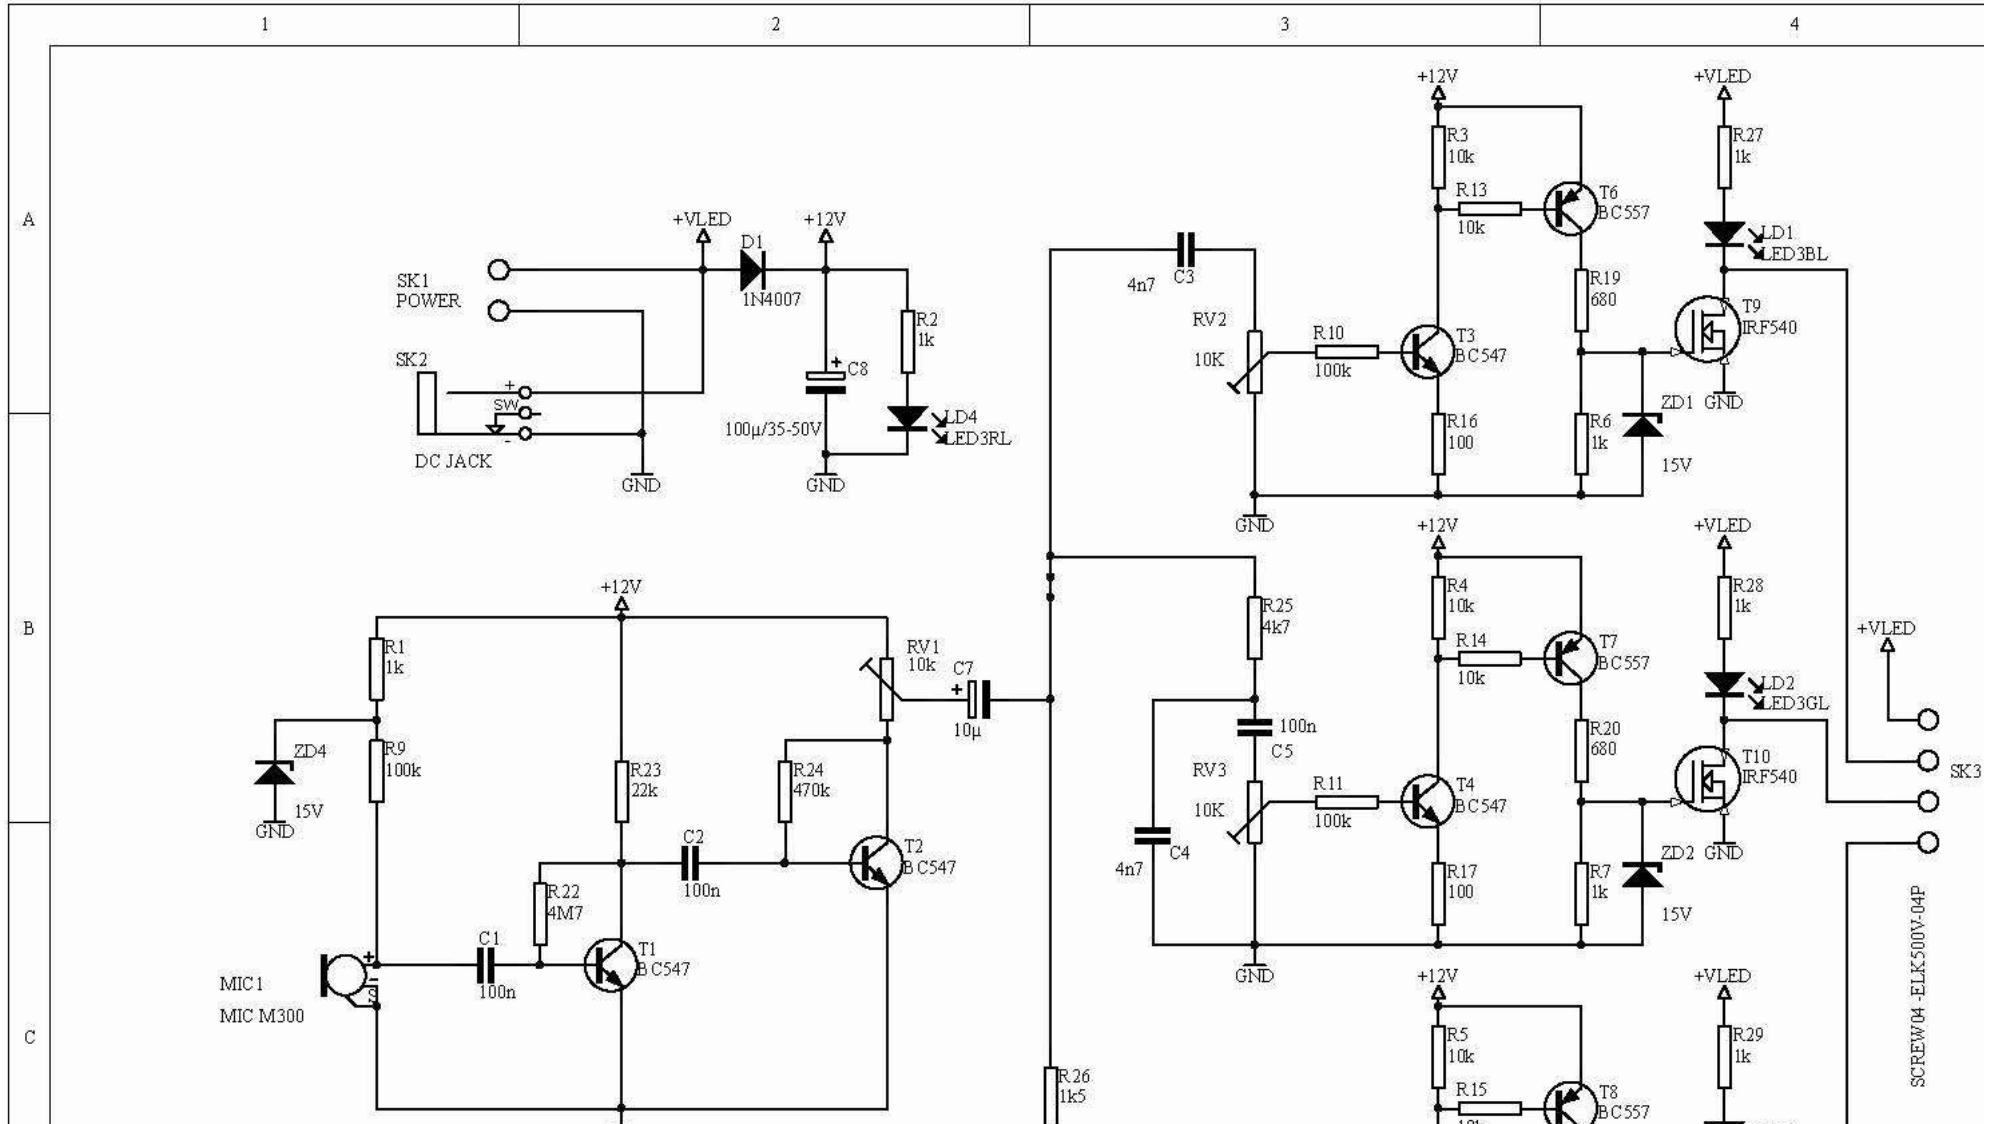 1
2
3
4
A
B
C
SK1
POWER
SK2
+
SW
-
DC JACK
+VLED
D1
1N4007
+12V
GND
+
C8
100µ/35-50V
GND
R2
1k
LD4
LED3RL
4n7
C3
RV2
10K
R10
100k
GND
+12V
R3
10k
R13
10k
T6
BC557
T3
BC547
R16
100
R19
680
R6
1k
ZD1
15V
+VLED
R27
1k
LD1
LED3BL
T9
IRF540
GND
+12V
R1
1k
ZD4
15V
GND
R9
100k
R23
22k
R24
470k
RV1
10k
C7
+
10µ
C2
100n
T2
BC547
R22
4M7
C1
100n
T1
BC547
MIC1
MIC M300
+
-
S
R25
4k7
100n
C5
RV3
10K
R11
100k
C4
4n7
GND
+12V
R4
10k
R14
10k
T7
BC557
T4
BC547
R17
100
R20
680
R7
1k
ZD2
15V
+VLED
R28
1k
LD2
LED3GL
T10
IRF540
GND
+VLED
SK3
SCREW04 -ELK500V-04P
R26
1k5
+12V
R5
10k
R15
T8
BC557
+VLED
R29
1k